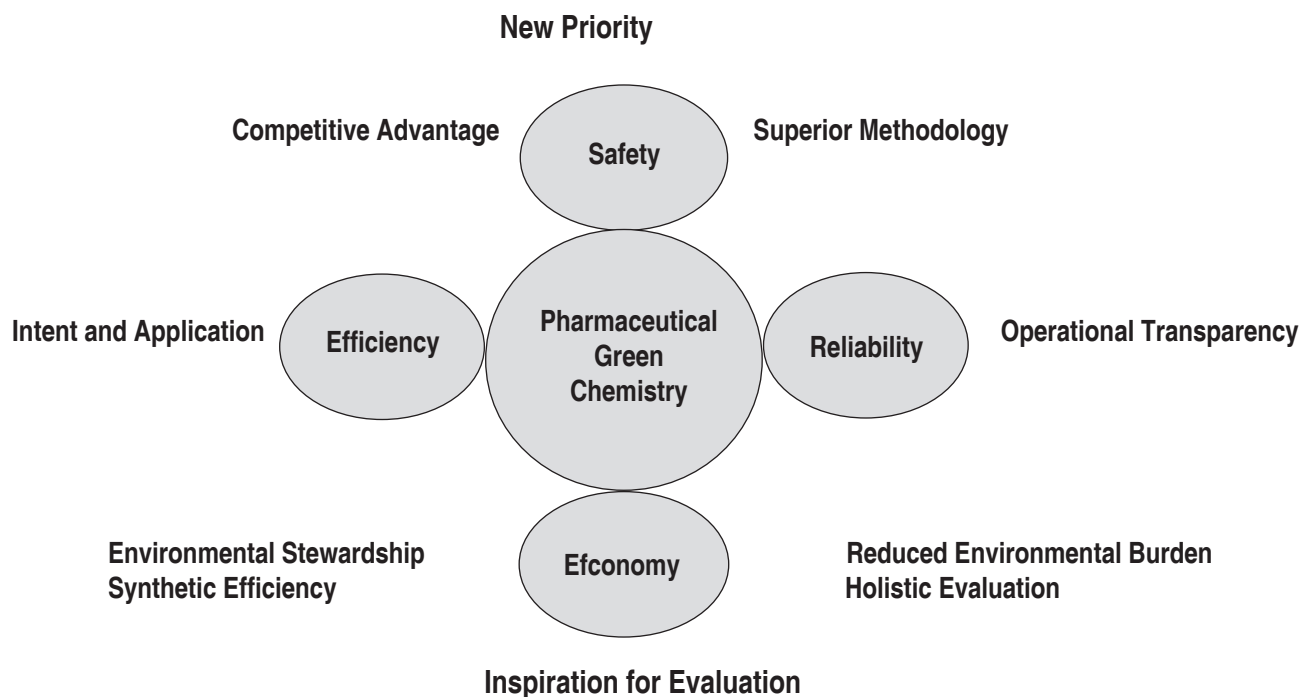 New Priority
Competitive Advantage
Superior Methodology
Safety
Intent and Application
Efficiency
Pharmaceutical
Green
Chemistry
Reliability
Operational Transparency
Environmental Stewardship
Synthetic Efficiency
Efconomy
Reduced Environmental Burden
Holistic Evaluation
Inspiration for Evaluation